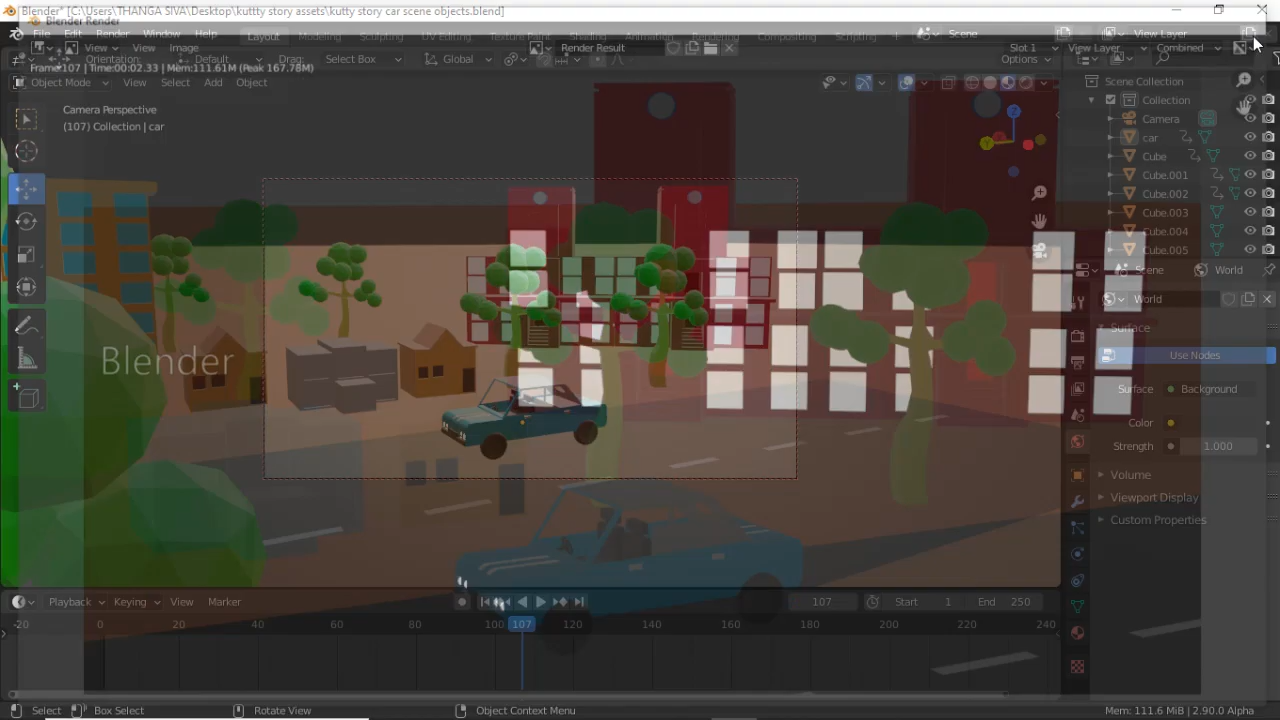 Blender* [C:\Users\THANGA SIVA\Desktop\kuttty story assets\kutty story car scene objects.blend]
Blender Render
File Edit Render Window Help Layout Modeling Sculpting UV Editing Texture Paint Shading Animation Rendering Compositing Scripting + Scene View Layer
View View Image Render Result Slot 1 View Layer Combined
Orientation: Default Drag: Select Box Global Options
Frame:107 | Time:00:02.33 | Mem:111.61M (Peak 167.78M)
Object Mode View Select Add Object
Camera Perspective
(107) Collection | car
Z
Y
Scene Collection
Collection
Camera
car
Cube
Cube.001
Cube.002
Cube.003
Cube.004
Cube.005
Scene World
World
Surface
Use Nodes
Surface Background
Color
Strength 1.000
Volume
Viewport Display
Custom Properties
Blender
Playback Keying View Marker 107 Start 1 End 250
-20 0 20 40 60 80 100 107 120 140 160 180 200 220 240
Select Box Select Rotate View Object Context Menu Mem: 111.6 MiB | 2.90.0 Alpha